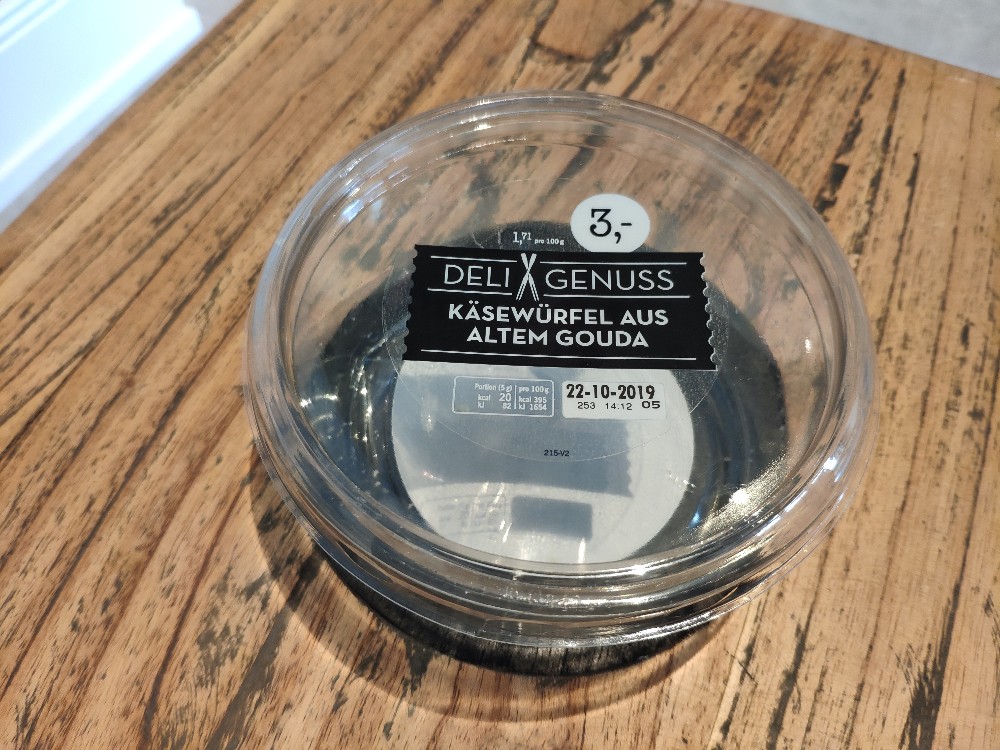 3,-
1,71 pro 100 g
DELI GENUSS
KÄSEWÜRFEL AUS
ALTEM GOUDA
Portion (5 g) pro 100 g
kcal 20 kcal 395
kJ 82 kJ 1654
22-10-2019
253 14:12 05
215-V2